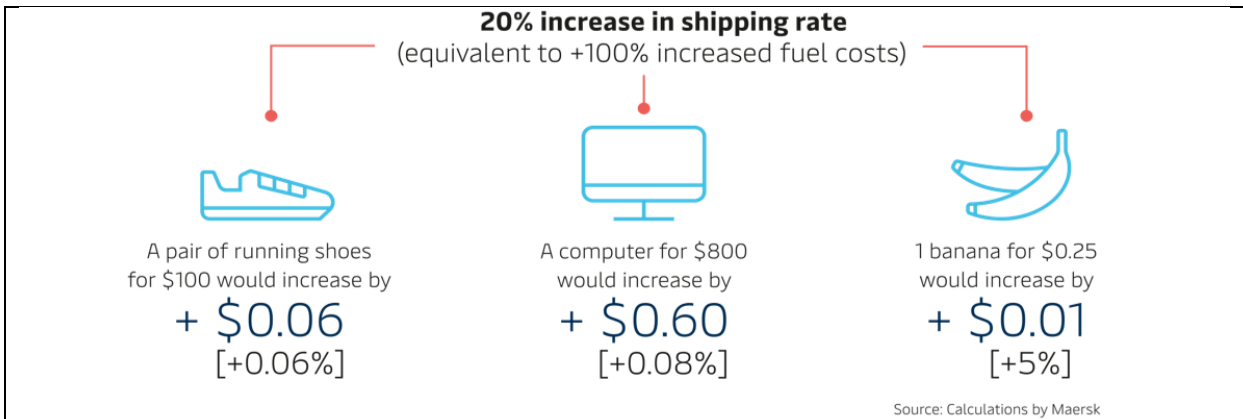 20% increase in shipping rate
(equivalent to +100% increased fuel costs)
A pair of running shoes
for $100 would increase by
+ $0.06
[+0.06%]
A computer for $800
would increase by
+ $0.60
[+0.08%]
1 banana for $0.25
would increase by
+ $0.01
[+5%]
Source: Calculations by Maersk